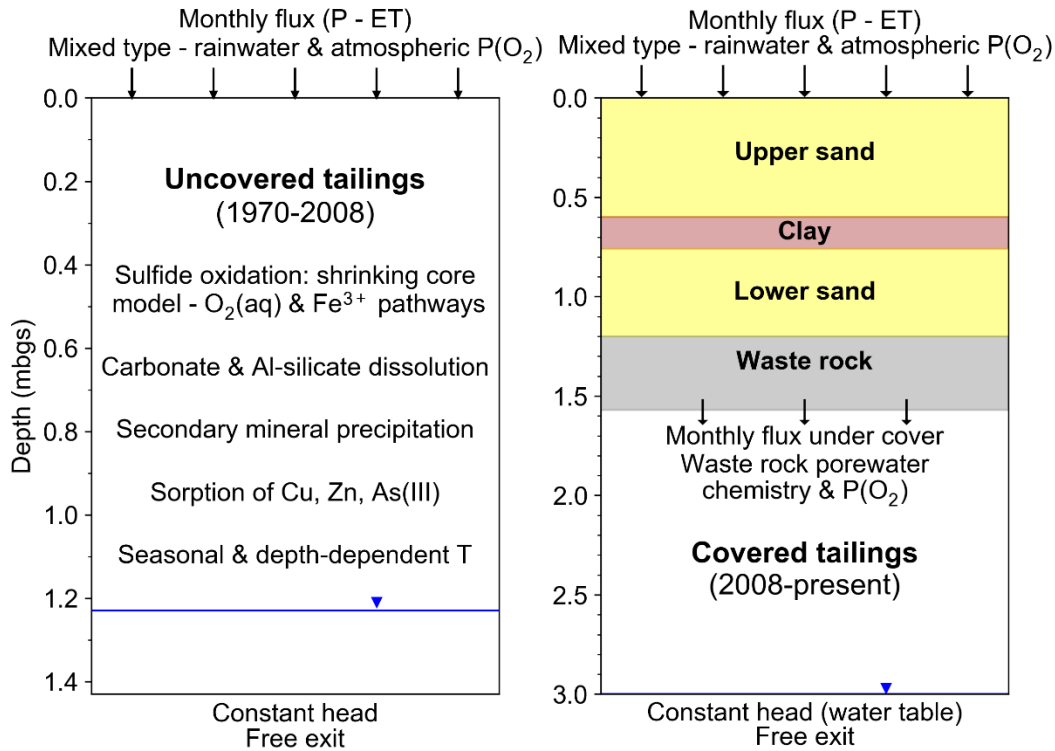 Monthly flux (P - ET)
Mixed type - rainwater & atmospheric P(O₂)
Depth (mbgs)
0.0
0.2
0.4
0.6
0.8
1.0
1.2
1.4
Uncovered tailings
(1970-2008)
Sulfide oxidation: shrinking core
model - O₂(aq) & Fe³⁺ pathways
Carbonate & Al-silicate dissolution
Secondary mineral precipitation
Sorption of Cu, Zn, As(III)
Seasonal & depth-dependent T
Constant head
Free exit
Monthly flux (P - ET)
Mixed type - rainwater & atmospheric P(O₂)
0.0
0.5
1.0
1.5
2.0
2.5
3.0
Upper sand
Clay
Lower sand
Waste rock
Monthly flux under cover
Waste rock porewater
chemistry & P(O₂)
Covered tailings
(2008-present)
Constant head (water table)
Free exit